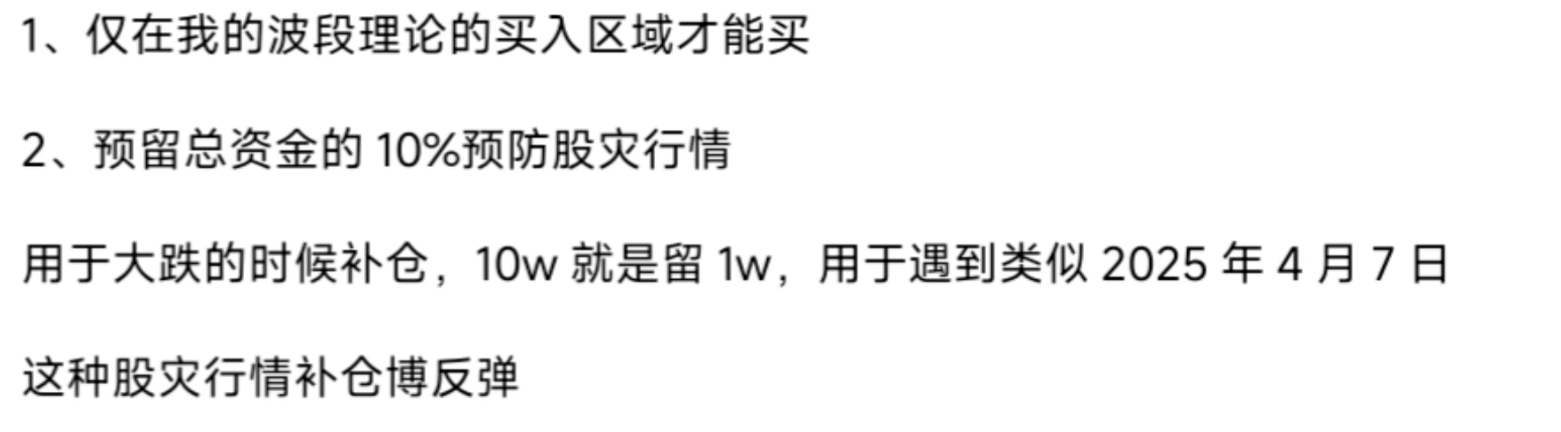 1、仅在我的波段理论的买入区域才能买
2、预留总资金的 10%预防股灾行情
用于大跌的时候补仓，10w 就是留 1w，用于遇到类似 2025 年 4 月 7 日
这种股灾行情补仓博反弹